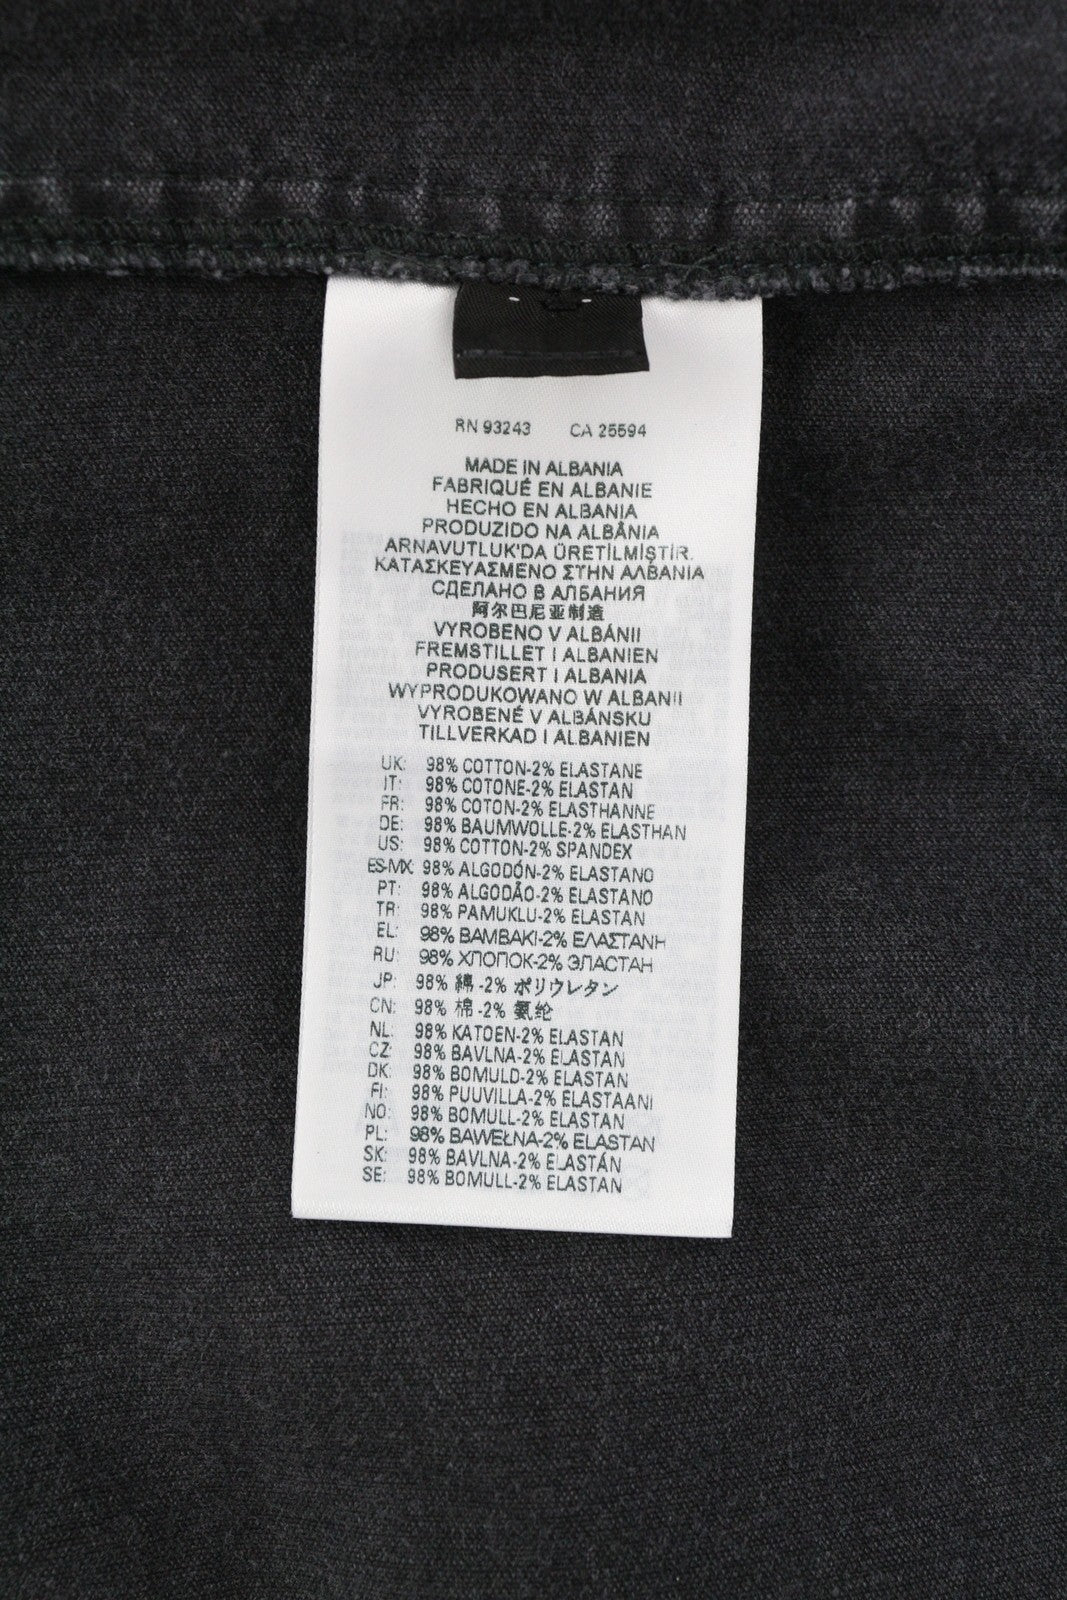 RN 93243 CA 25594
MADE IN ALBANIA
FABRIQUÉ EN ALBANIE
HECHO EN ALBANIA
PRODUZIDO NA ALBÂNIA
ARNAVUTLUK'DA ÜRETİLMİŞTİR.
ΚΑΤΑΣΚΕΥΑΣΜΕΝΟ ΣΤΗΝ ΑΛΒΑΝΙΑ
СДЕЛАНО В АЛБАНИЯ
阿尔巴尼亚制造
VYROBENO V ALBÁNII
FREMSTILLET I ALBANIEN
PRODUSERT I ALBANIA
WYPRODUKOWANO W ALBANII
VYROBENÉ V ALBÁNSKU
TILLVERKAD I ALBANIEN
UK: 98% COTTON-2% ELASTANE
IT: 98% COTONE-2% ELASTAN
FR: 98% COTON-2% ELASTHANNE
DE: 98% BAUMWOLLE-2% ELASTHAN
US: 98% COTTON-2% SPANDEX
ES-MX: 98% ALGODÓN-2% ELASTANO
PT: 98% ALGODÃO-2% ELASTANO
TR: 98% PAMUKLU-2% ELASTAN
EL: 98% ΒΑΜΒΑΚΙ-2% ΕΛΑΣΤΑΝΗ
RU: 98% ХЛОПОК-2% ЭЛАСТАН
JP: 98% 綿 -2% ポリウレタン
CN: 98% 棉 -2% 氨纶
NL: 98% KATOEN-2% ELASTAN
CZ: 98% BAVLNA-2% ELASTAN
DK: 98% BOMULD-2% ELASTAN
FI: 98% PUUVILLA-2% ELASTAANI
NO: 98% BOMULL-2% ELASTAN
PL: 98% BAWEŁNA-2% ELASTAN
SK: 98% BAVLNA-2% ELASTÁN
SE: 98% BOMULL-2% ELASTAN